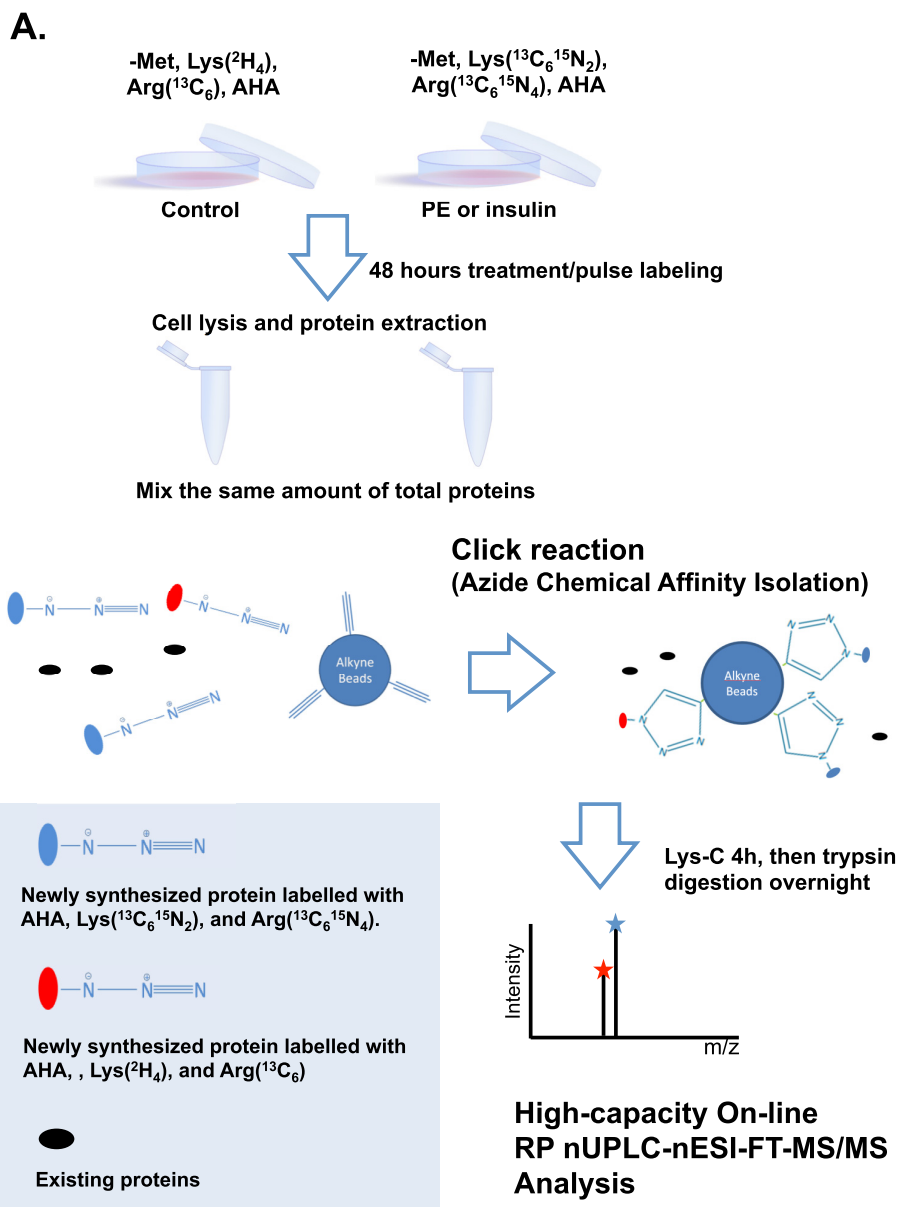 A.
-Met, Lys(²H₄),
Arg(¹³C₆), AHA
-Met, Lys(¹³C₆¹⁵N₂),
Arg(¹³C₆¹⁵N₄), AHA
Control
PE or insulin
48 hours treatment/pulse labeling
Cell lysis and protein extraction
Mix the same amount of total proteins
Click reaction
(Azide Chemical Affinity Isolation)
⊖ N ⊕ N N
⊖ N ⊕ N N
⊖ N ⊕ N N
Alkyne
Beads
Alkyne
Beads
N N N
N N N
N N N
⊖ N ⊕ N N
Newly synthesized protein labelled with
AHA, Lys(¹³C₆¹⁵N₂), and Arg(¹³C₆¹⁵N₄).
⊖ N ⊕ N N
Newly synthesized protein labelled with
AHA, , Lys(²H₄), and Arg(¹³C₆)
Existing proteins
Lys-C 4h, then trypsin
digestion overnight
Intensity
m/z
High-capacity On-line
RP nUPLC-nESI-FT-MS/MS
Analysis